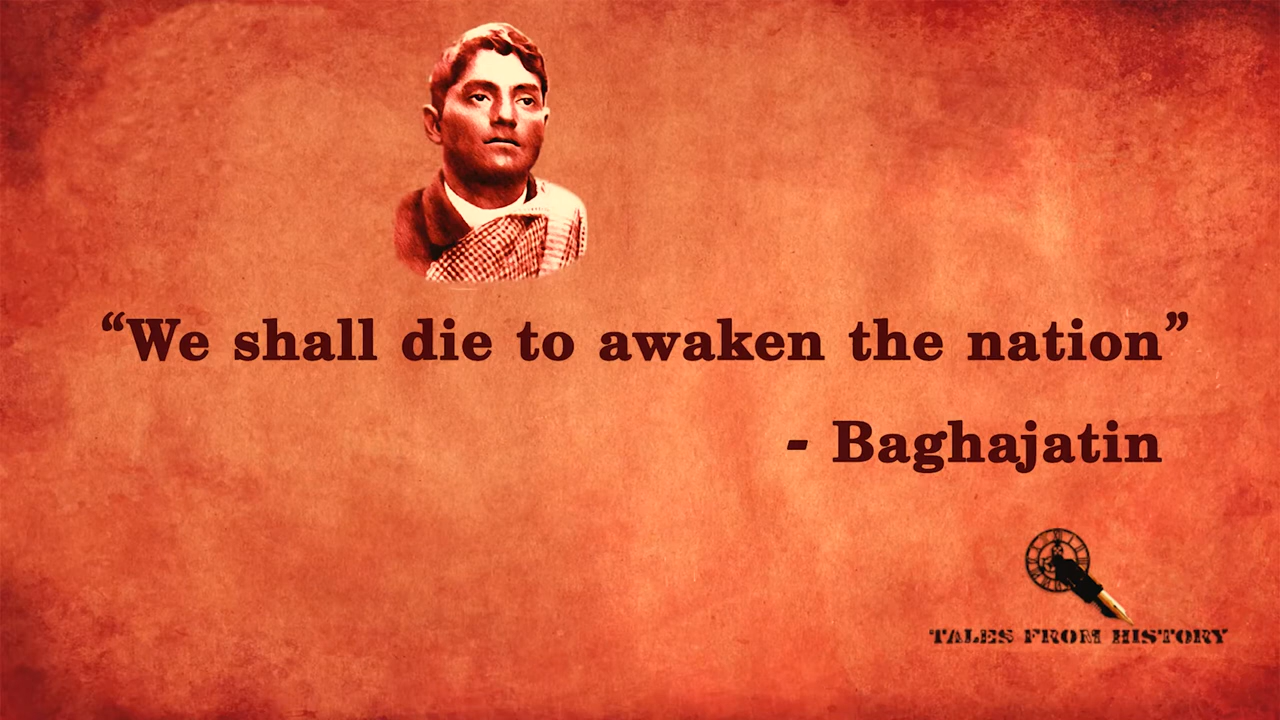 “We shall die to awaken the nation”
- Baghajatin
TALES FROM HISTORY